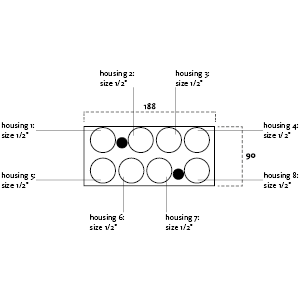 housing 2:
size 1/2"
housing 3:
size 1/2"
188
housing 1:
size 1/2"
housing 4:
size 1/2"
90
housing 5:
size 1/2"
housing 8:
size 1/2"
housing 6:
size 1/2"
housing 7:
size 1/2"